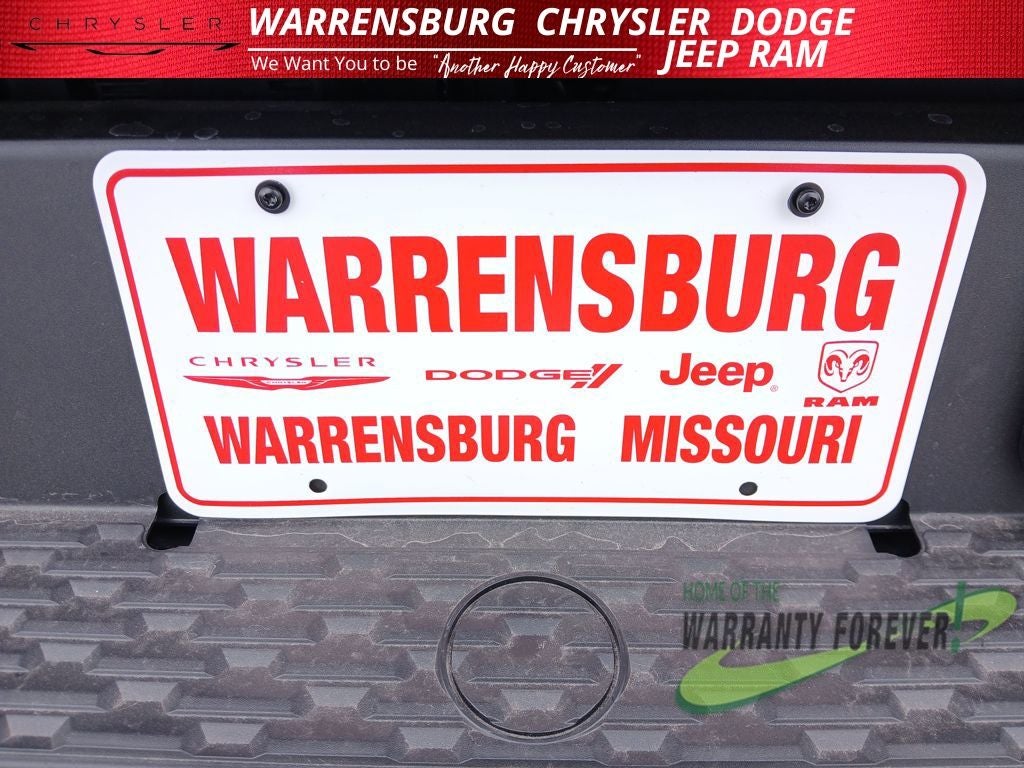 CHRYSLER
WARRENSBURG CHRYSLER DODGE
JEEP RAM
We Want You to be "Another Happy Customer"
WARRENSBURG
CHRYSLER DODGE Jeep® RAM
CHRYSLER
WARRENSBURG MISSOURI
HOME OF THE
WARRANTY FOREVER!